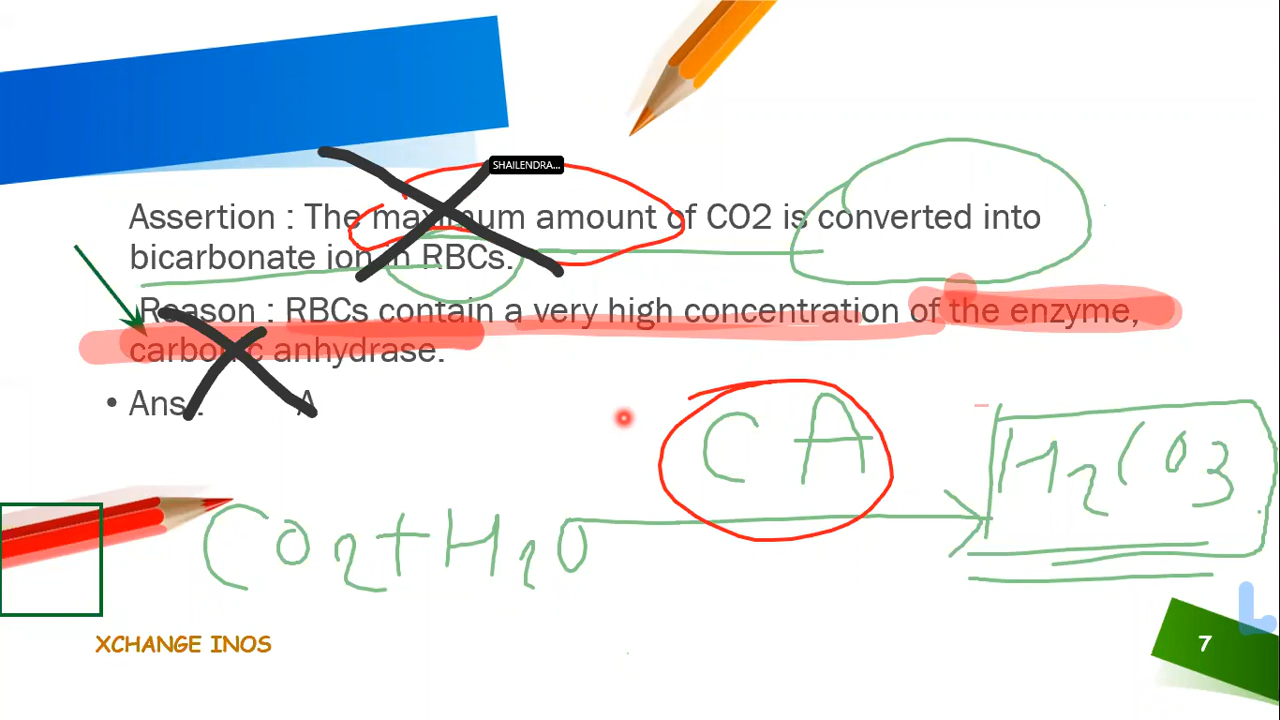 SHAILENDRA...
Assertion : The maximum amount of CO2 is converted into
bicarbonate ion in RBCs.
Reason : RBCs contain a very high concentration of the enzyme,
carbonic anhydrase.
• Ans : A
CA
CO2+H2O
H2CO3
XCHANGE INOS
7